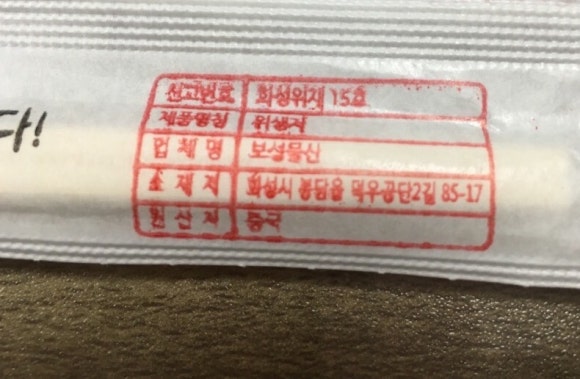 다!
신고번호 화성위재 15호
제품명칭 위생저
업체명 보성물산
소재지 화성시 봉담읍 덕우공단2길 85-17
원산지 중국